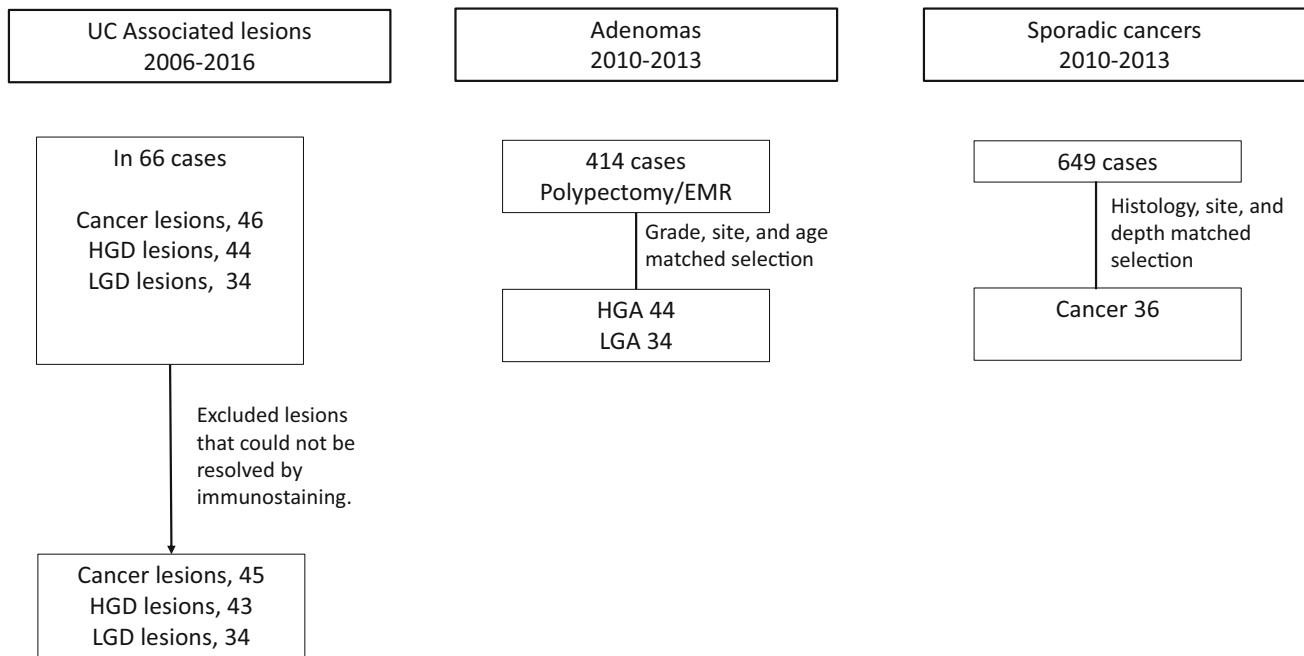 UC Associated lesions
2006-2016
In 66 cases
Cancer lesions, 46
HGD lesions, 44
LGD lesions, 34
Excluded lesions
that could not be
resolved by
immunostaining.
Cancer lesions, 45
HGD lesions, 43
LGD lesions, 34
Adenomas
2010-2013
414 cases
Polypectomy/EMR
Grade, site, and age
matched selection
HGA 44
LGA 34
Sporadic cancers
2010-2013
649 cases
Histology, site, and
depth matched
selection
Cancer 36